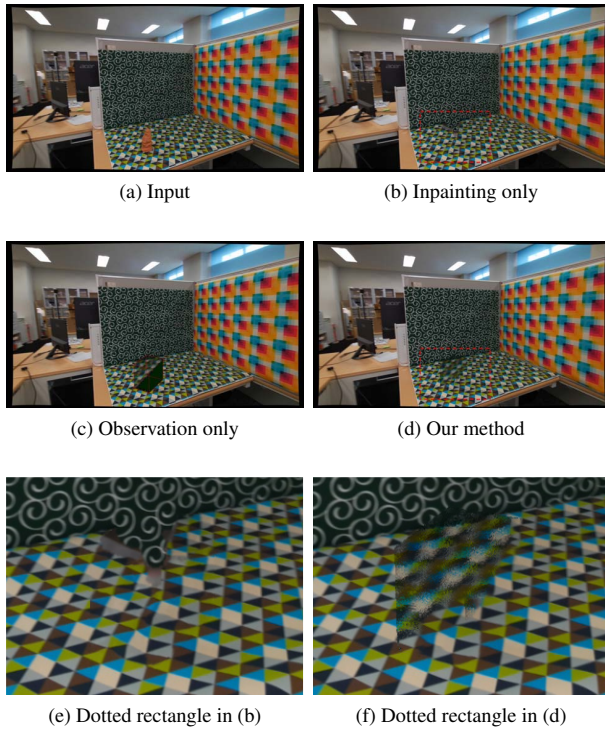 (a) Input
(b) Inpainting only
(c) Observation only
(d) Our method
(e) Dotted rectangle in (b)
(f) Dotted rectangle in (d)